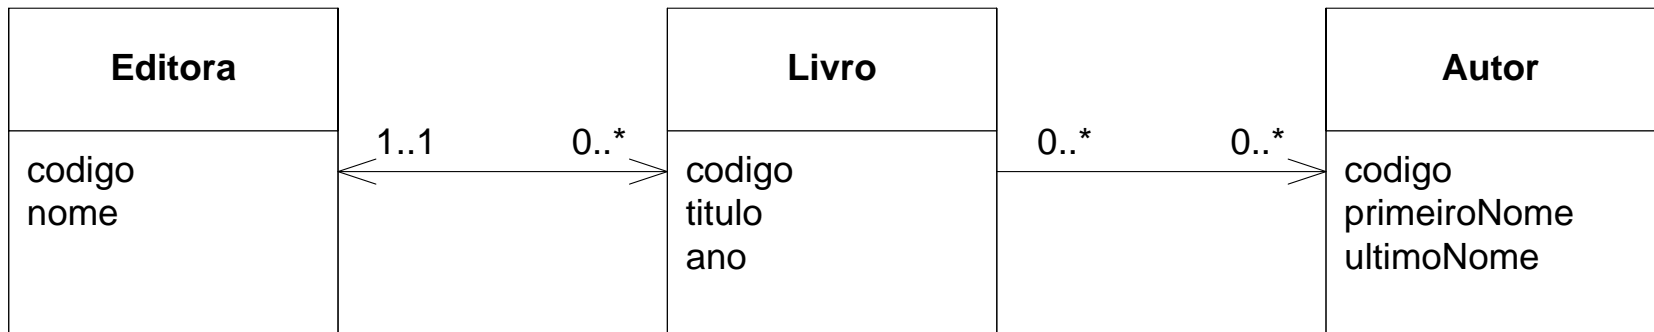 Editora
Livro
Autor
1..1
0..*
0..*
0..*
codigo
nome
codigo
titulo
ano
codigo
primeiroNome
ultimoNome